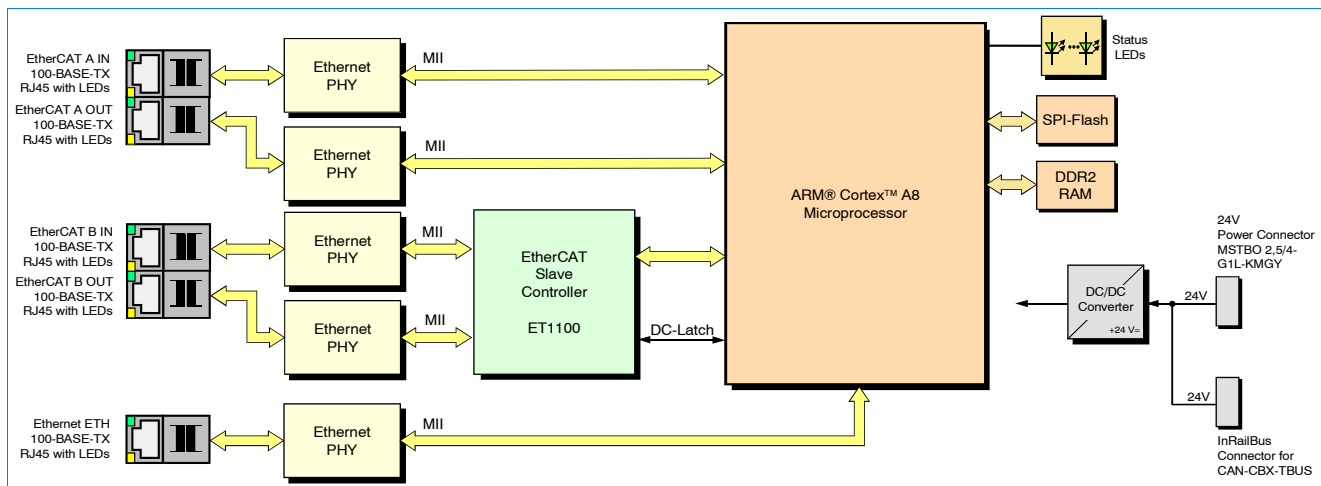 EtherCAT A IN
100-BASE-TX
RJ45 with LEDs
EtherCAT A OUT
100-BASE-TX
RJ45 with LEDs
Ethernet
PHY
MII
Ethernet
PHY
MII
EtherCAT B IN
100-BASE-TX
RJ45 with LEDs
EtherCAT B OUT
100-BASE-TX
RJ45 with LEDs
Ethernet
PHY
MII
Ethernet
PHY
MII
EtherCAT
Slave
Controller
ET1100
DC-Latch
Ethernet ETH
100-BASE-TX
RJ45 with LEDs
Ethernet
PHY
MII
ARM® Cortex™ A8
Microprocessor
Status
LEDs
SPI-Flash
DDR2
RAM
24V
Power Connector
MSTBO 2,5/4-
G1L-KMGY
DC/DC
Converter
+24 V=
24V
24V
InRailBus
Connector for
CAN-CBX-TBUS